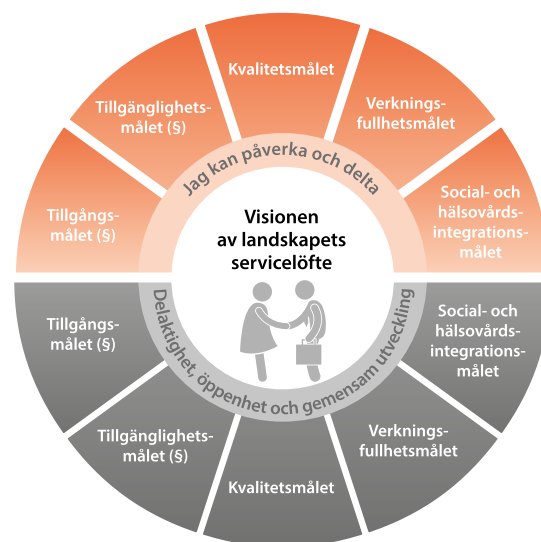 Kvalitetsmålet
Tillgänglighets-
målet (§)
Verknings-
fullhetsmålet
Tillgångs-
målet (§)
Social- och
hälsovårds-
integrations-
målet
Jag kan påverka och delta
Visionen
av landskapets
servicelöfte
Delaktighet, öppenhet och gemensam utveckling
Tillgångs-
målet (§)
Social- och
hälsovårds-
integrations-
målet
Tillgänglighets-
målet (§)
Verknings-
fullhetsmålet
Kvalitetsmålet